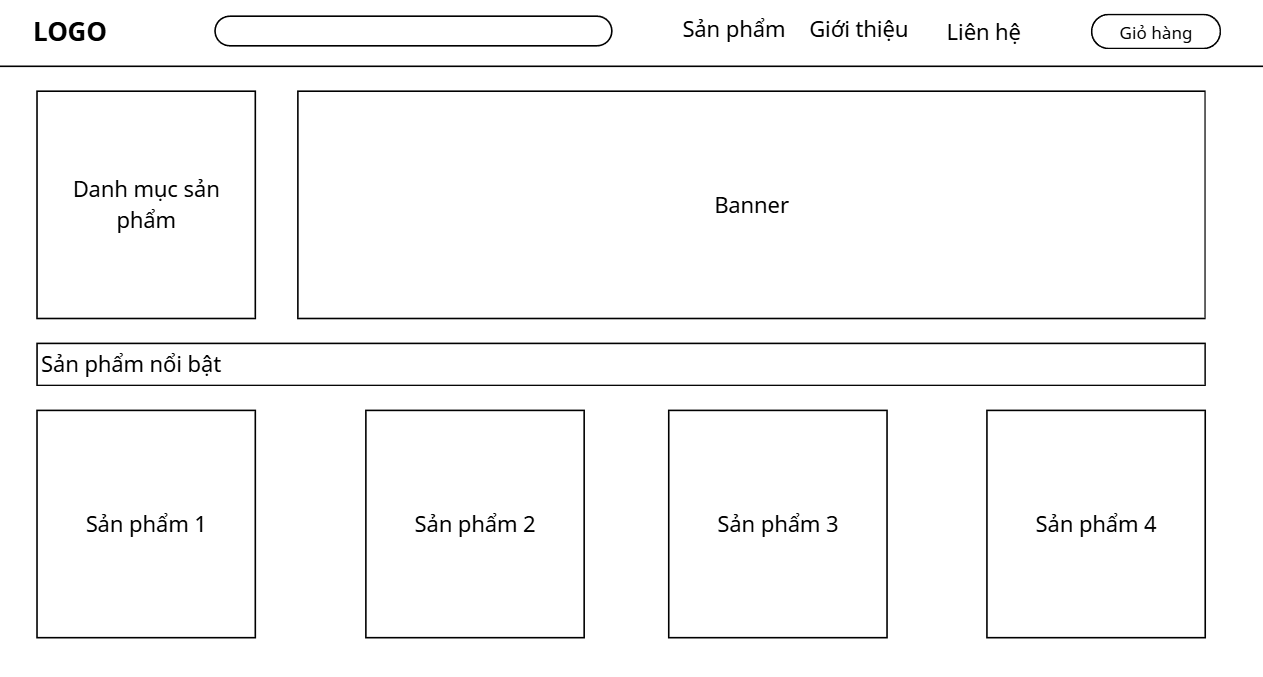 LOGO
Sản phẩm
Giới thiệu
Liên hệ
Giỏ hàng
Danh mục sản
phẩm
Banner
Sản phẩm nổi bật
Sản phẩm 1
Sản phẩm 2
Sản phẩm 3
Sản phẩm 4